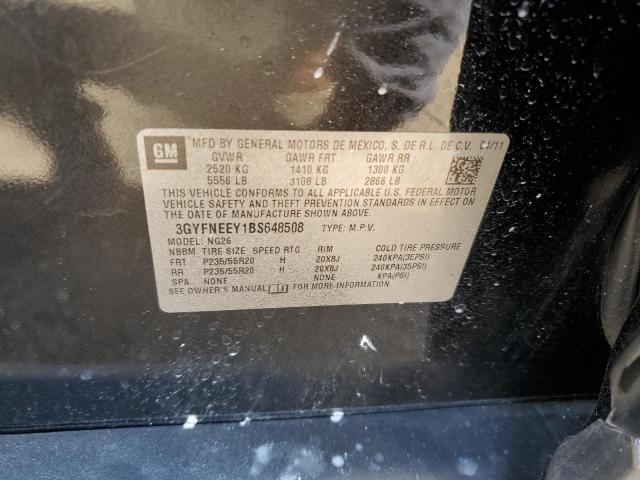 GM
MFD BY GENERAL MOTORS DE MEXICO, S. DE R.L. DE C.V. 04/11
GVWR GAWR FRT GAWR RR
2520 KG 1410 KG 1300 KG
5556 LB 3108 LB 2866 LB
THIS VEHICLE CONFORMS TO ALL APPLICABLE U.S. FEDERAL MOTOR
VEHICLE SAFETY AND THEFT PREVENTION STANDARDS IN EFFECT ON THE
DATE OF MANUFACTURE SHOWN ABOVE.
3GYFNEEY1BS648508 TYPE: M.P.V.
MODEL: NG26
NBBM TIRE SIZE SPEED RTG RIM COLD TIRE PRESSURE
FRT P235/55R20 H 20X8J 240KPA(35PSI)
RR P235/55R20 H 20X8J 240KPA(35PSI)
SPA NONE NONE KPA(PSI)
SEE OWNER'S MANUAL FOR MORE INFORMATION.